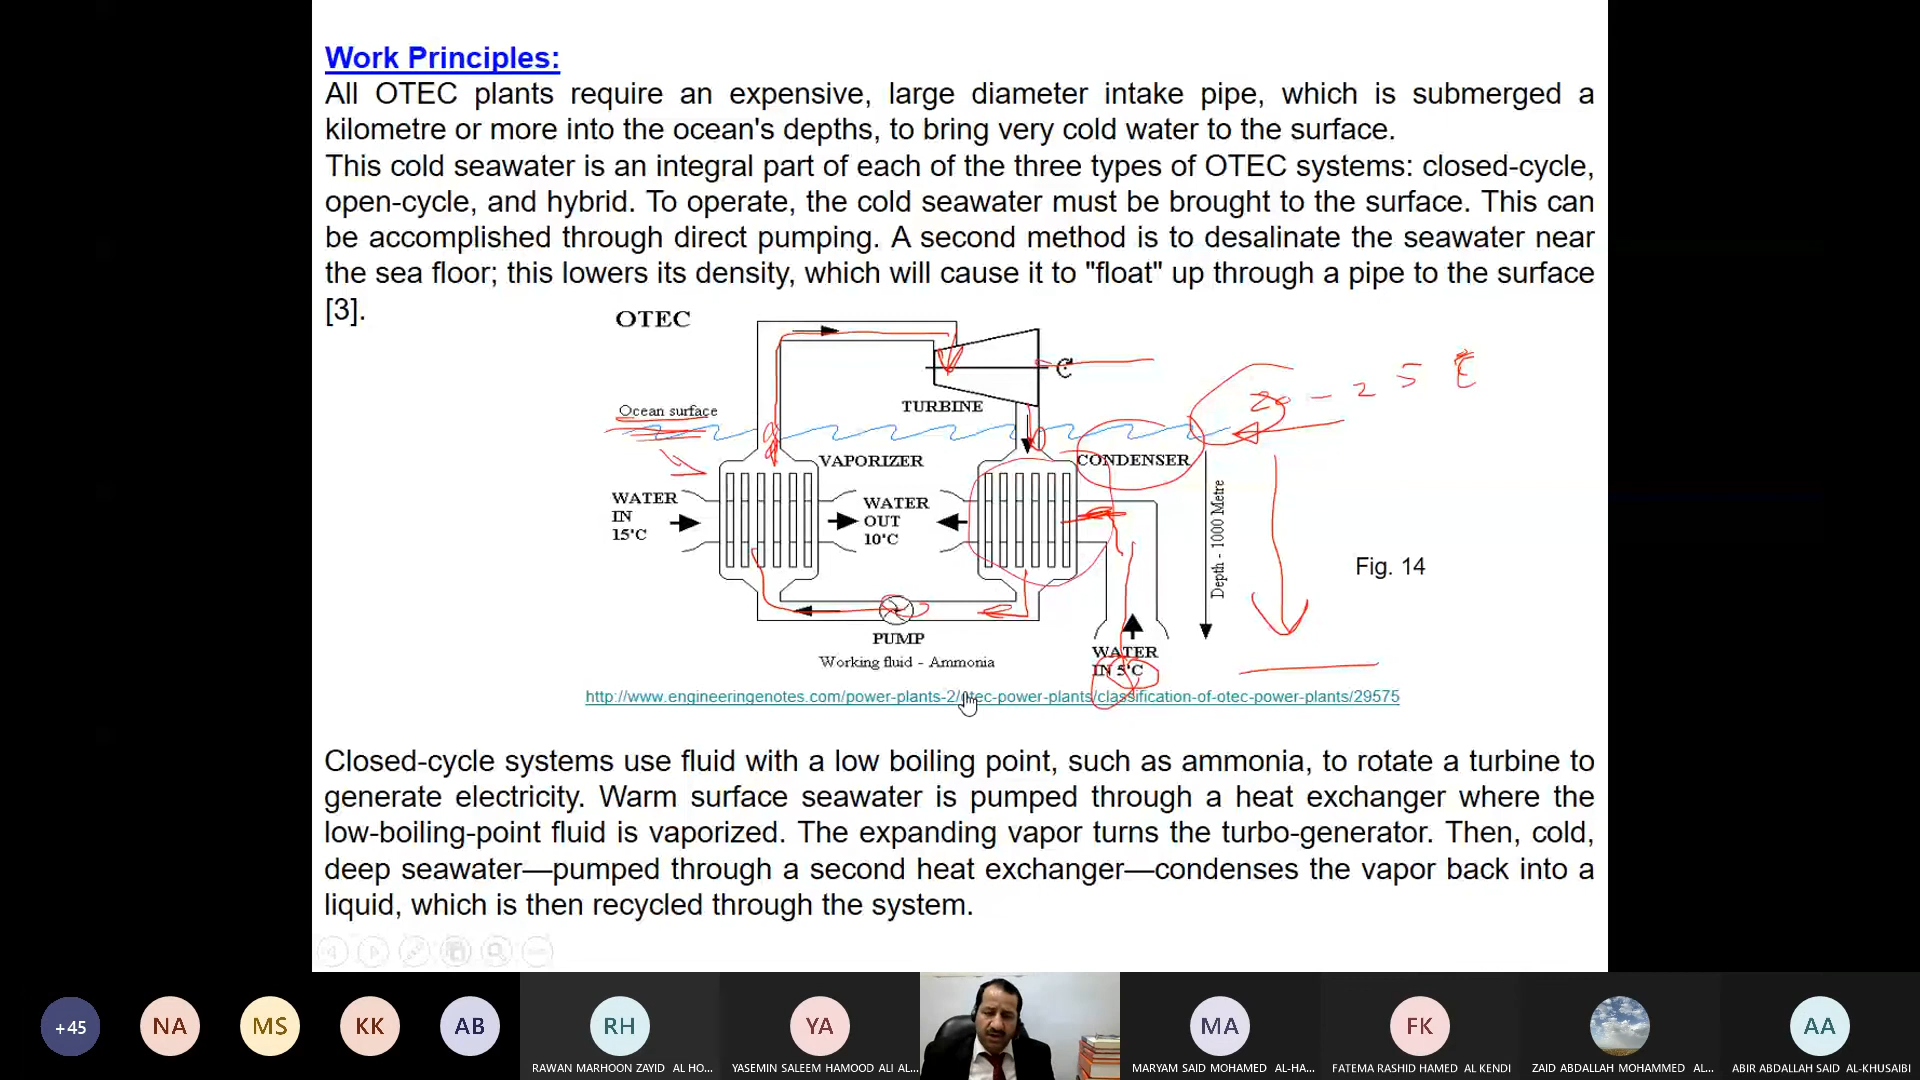 Work Principles:
All OTEC plants require an expensive, large diameter intake pipe, which is submerged a
kilometre or more into the ocean's depths, to bring very cold water to the surface.
This cold seawater is an integral part of each of the three types of OTEC systems: closed-cycle,
open-cycle, and hybrid. To operate, the cold seawater must be brought to the surface. This can
be accomplished through direct pumping. A second method is to desalinate the seawater near
the sea floor; this lowers its density, which will cause it to "float" up through a pipe to the surface
[3].
OTEC
TURBINE
Ocean surface
20 - 25
VAPORIZER
CONDENSER
WATER
IN
15°C
WATER
OUT
10°C
Depth - 1000 Metre
Fig. 14
PUMP
Working fluid - Ammonia
WATER
IN 5°C
http://www.engineeringenotes.com/power-plants-2/otec-power-plants/classification-of-otec-power-plants/29575
Closed-cycle systems use fluid with a low boiling point, such as ammonia, to rotate a turbine to
generate electricity. Warm surface seawater is pumped through a heat exchanger where the
low-boiling-point fluid is vaporized. The expanding vapor turns the turbo-generator. Then, cold,
deep seawater—pumped through a second heat exchanger—condenses the vapor back into a
liquid, which is then recycled through the system.
+45
NA
MS
KK
AB
RH
YA
MA
FK
AA
RAWAN MARHOON ZAYID AL HO...
YASEMIN SALEEM HAMOOD ALI AL...
MARYAM SAID MOHAMED AL-HA...
FATEMA RASHID HAMED AL KENDI
ZAID ABDALLAH MOHAMMED AL...
ABIR ABDALLAH SAID AL-KHUSAIBI